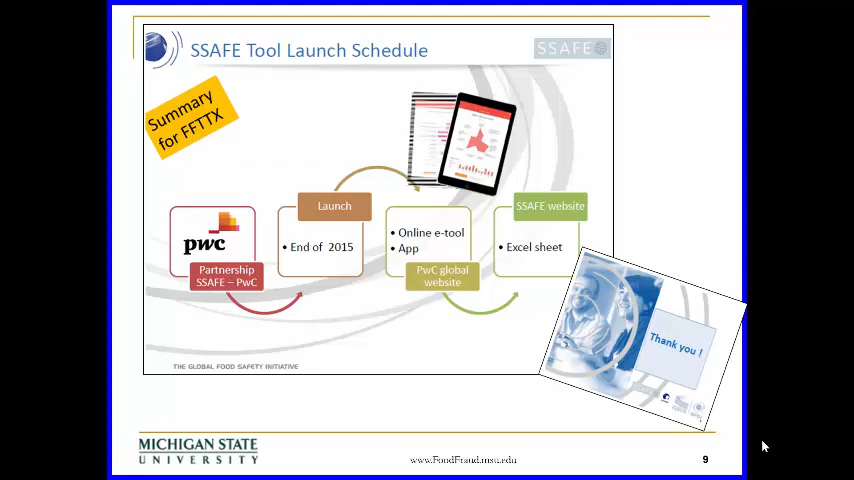 SSAFE Tool Launch Schedule
SSAFE
Summary
for FFTTX
Launch
SSAFE website
pwc
• End of 2015
• Online e-tool
• App
• Excel sheet
Partnership
SSAFE – PwC
PwC global
website
Thank you !
THE GLOBAL FOOD SAFETY INITIATIVE
MICHIGAN STATE
UNIVERSITY
www.FoodFraud.msu.edu
9